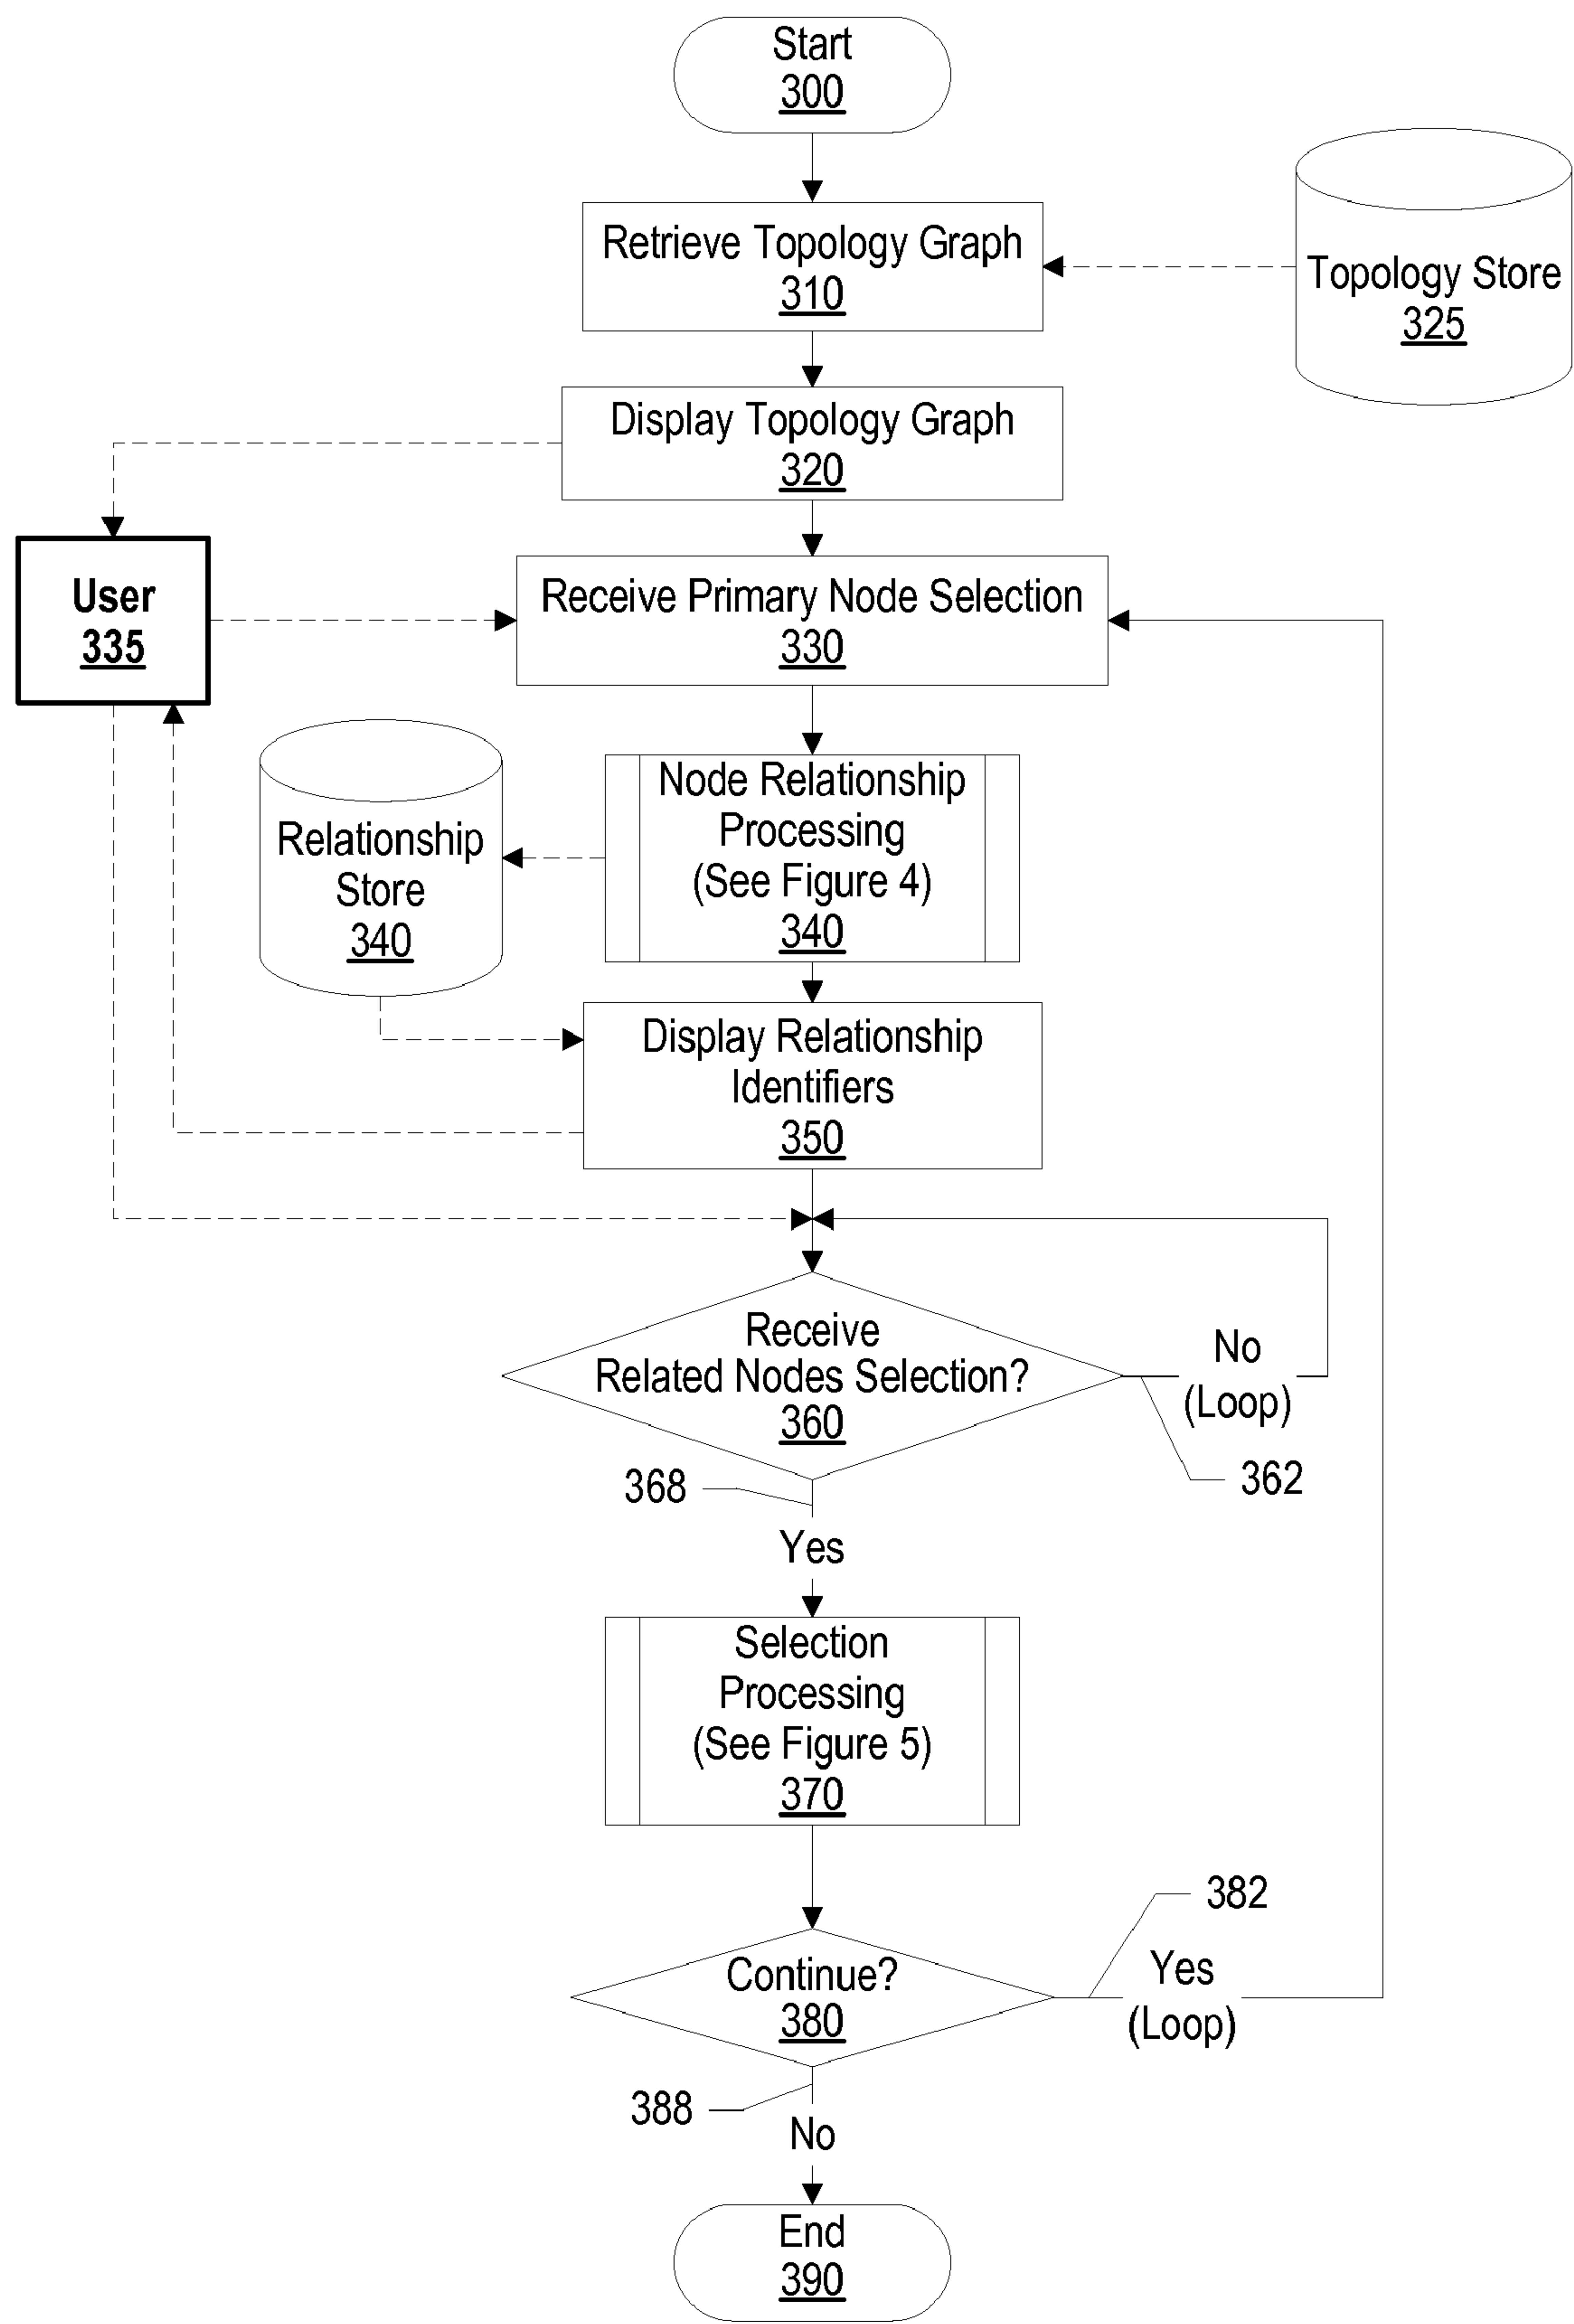 Start
300
Retrieve Topology Graph
310
Topology Store
325
Display Topology Graph
320
User
335
Receive Primary Node Selection
330
Node Relationship
Processing
(See Figure 4)
340
Relationship
Store
340
Display Relationship
Identifiers
350
Receive
Related Nodes Selection?
360
No
(Loop)
362
368
Yes
Selection
Processing
(See Figure 5)
370
382
Continue?
380
Yes
(Loop)
388
No
End
390